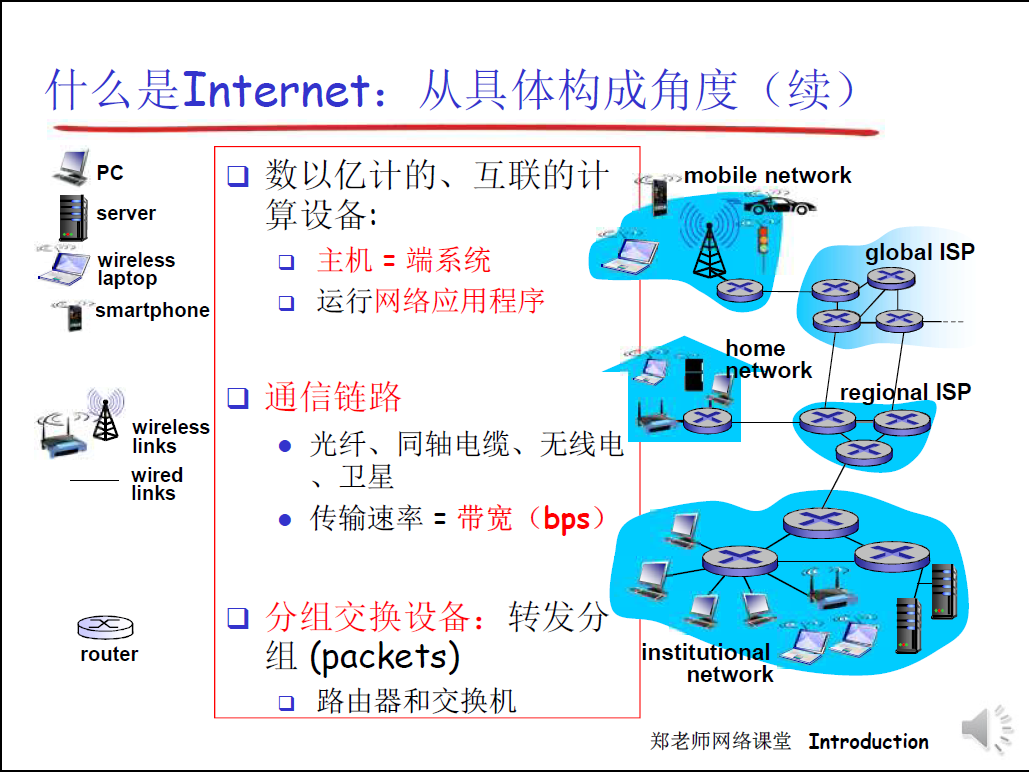 什么是Internet：从具体构成角度（续）
PC
server
wireless
laptop
smartphone
wireless
links
wired
links
router
数以亿计的、互联的计
算设备:
主机 = 端系统
运行网络应用程序
通信链路
光纤、同轴电缆、无线电
、卫星
传输速率 = 带宽（bps）
分组交换设备：转发分
组 (packets)
路由器和交换机
mobile network
global ISP
home
network
regional ISP
institutional
network
郑老师网络课堂 Introduction